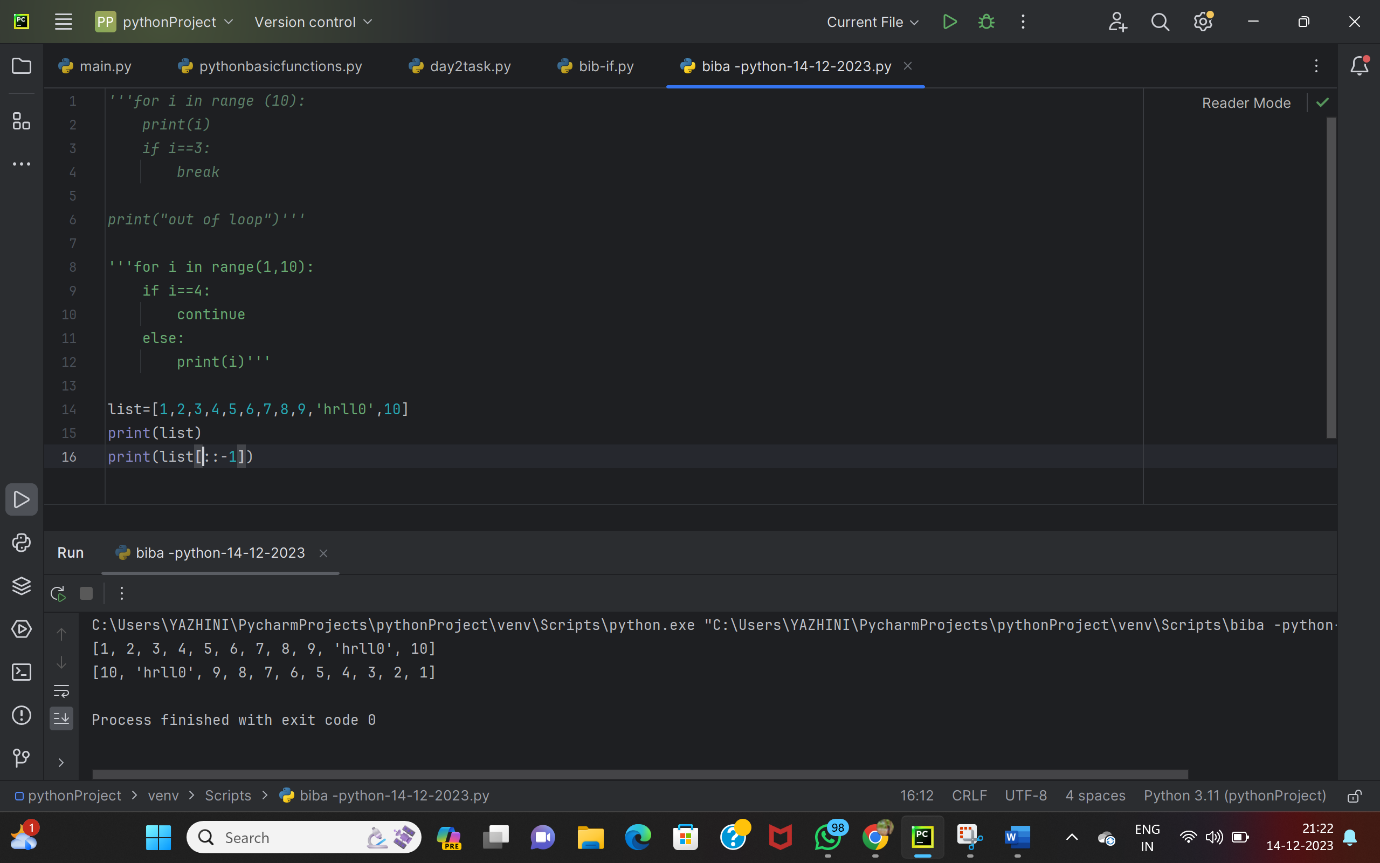 PP pythonProject Version control Current File
main.py pythonbasicfunctions.py day2task.py bib-if.py biba -python-14-12-2023.py
Reader Mode
1 '''for i in range (10):
2     print(i)
3     if i==3:
4         break
5
6 print("out of loop")'''
7
8 '''for i in range(1,10):
9     if i==4:
10         continue
11     else:
12         print(i)'''
13
14 list=[1,2,3,4,5,6,7,8,9,'hrll0',10]
15 print(list)
16 print(list[::-1])
Run biba -python-14-12-2023
C:\Users\YAZHINI\PycharmProjects\pythonProject\venv\Scripts\python.exe "C:\Users\YAZHINI\PycharmProjects\pythonProject\venv\Scripts\biba -python-
[1, 2, 3, 4, 5, 6, 7, 8, 9, 'hrll0', 10]
[10, 'hrll0', 9, 8, 7, 6, 5, 4, 3, 2, 1]
Process finished with exit code 0
pythonProject > venv > Scripts > biba -python-14-12-2023.py 16:12 CRLF UTF-8 4 spaces Python 3.11 (pythonProject)
1 Search PRE 98 PC W ENG IN 21:22 14-12-2023